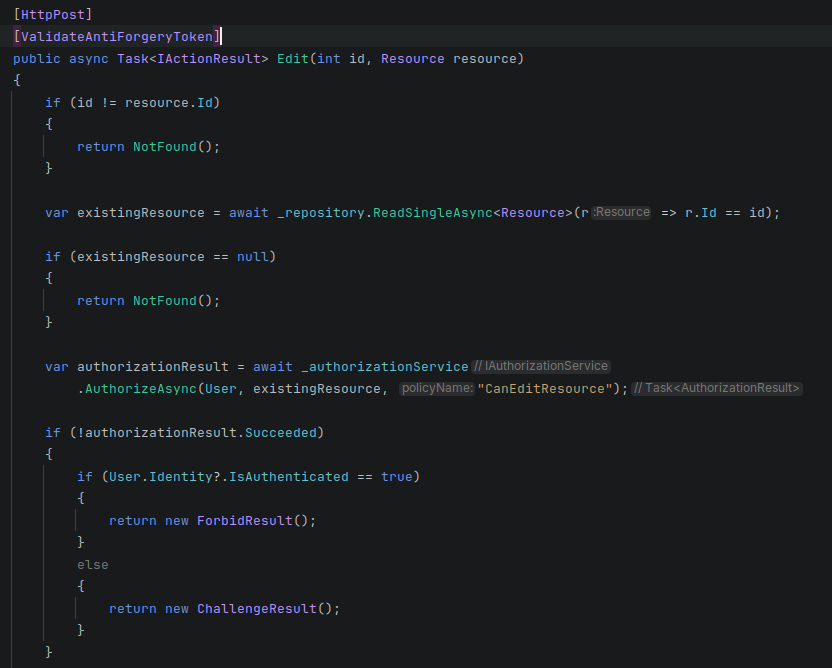 [HttpPost]
[ValidateAntiForgeryToken]
public async Task<IActionResult> Edit(int id, Resource resource)
{
    if (id != resource.Id)
    {
        return NotFound();
    }

    var existingResource = await _repository.ReadSingleAsync<Resource>(r :Resource => r.Id == id);

    if (existingResource == null)
    {
        return NotFound();
    }

    var authorizationResult = await _authorizationService // IAuthorizationService
        .AuthorizeAsync(User, existingResource, policyName: "CanEditResource"); // Task<AuthorizationResult>

    if (!authorizationResult.Succeeded)
    {
        if (User.Identity?.IsAuthenticated == true)
        {
            return new ForbidResult();
        }
        else
        {
            return new ChallengeResult();
        }
    }